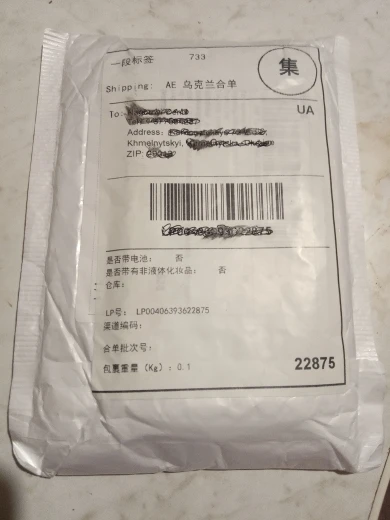 一段标签 733
集
Shipping: AE 乌克兰合单
To:
UA
Address:
Khmelnytskyi,
ZIP:
是否带电池: 否
是否带有非液体化妆品: 否
仓库:
LP号: LP00406393622875
渠道编码:
合单批次号:
包裹重量 (Kg): 0.1
22875